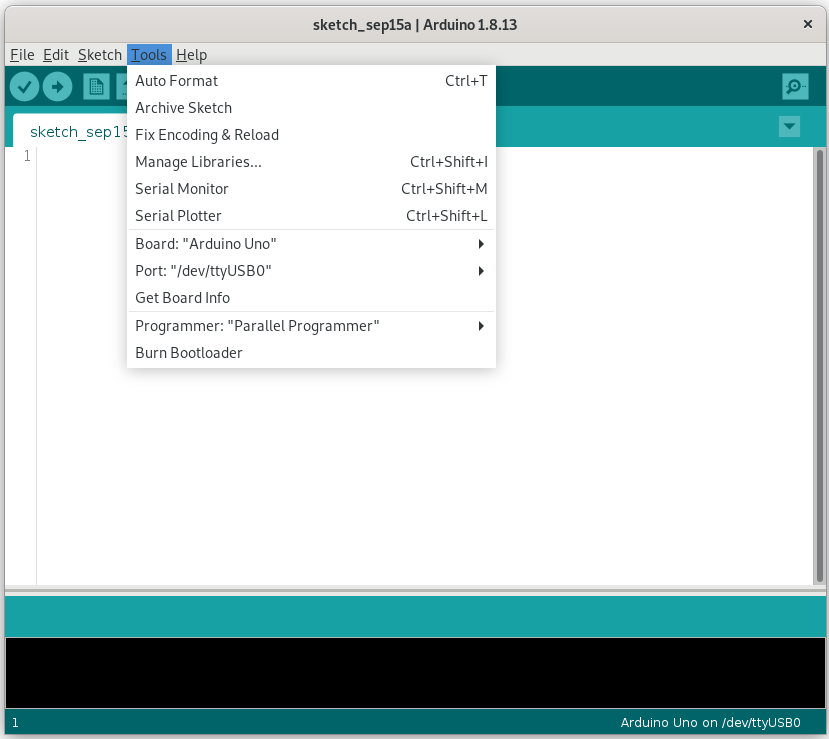 sketch_sep15a | Arduino 1.8.13
File Edit Sketch Tools Help
Auto Format Ctrl+T
Archive Sketch
Fix Encoding & Reload
sketch_sep15
Manage Libraries... Ctrl+Shift+I
1
Serial Monitor Ctrl+Shift+M
Serial Plotter Ctrl+Shift+L
Board: "Arduino Uno"
Port: "/dev/ttyUSB0"
Get Board Info
Programmer: "Parallel Programmer"
Burn Bootloader
1 Arduino Uno on /dev/ttyUSB0